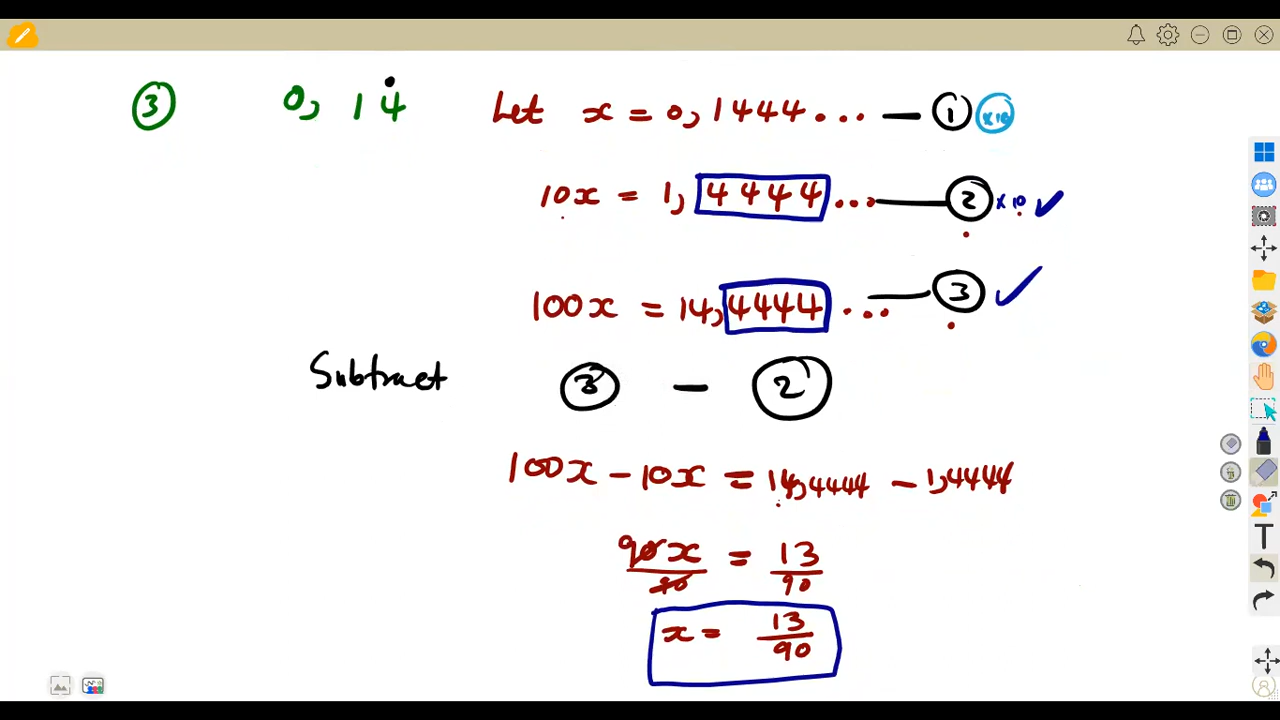 ③ 0, 14̇ Let x = 0, 1444... — ① x10
10x = 1, 4444... — ② x 10 ✓
100x = 14, 4444... — ③ ✓
Subtract ③ — ②
100x − 10x = 14,4444 − 1,4444
90x/90 = 13/90
x = 13/90
T